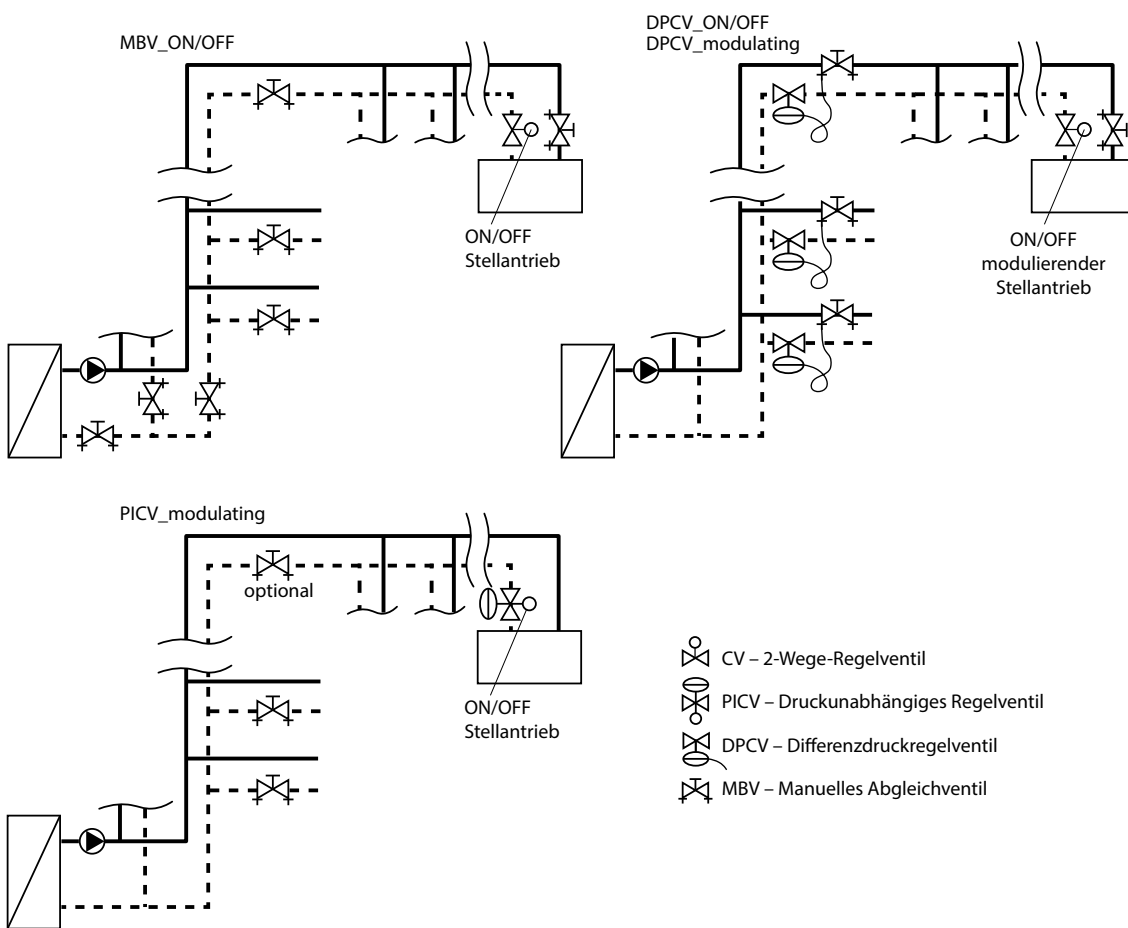 MBV_ON/OFF
ON/OFF
Stellantrieb
DPCV_ON/OFF
DPCV_modulating
ON/OFF
modulierender
Stellantrieb
PICV_modulating
optional
ON/OFF
Stellantrieb
CV – 2-Wege-Regelventil
PICV – Druckunabhängiges Regelventil
DPCV – Differenzdruckregelventil
MBV – Manuelles Abgleichventil